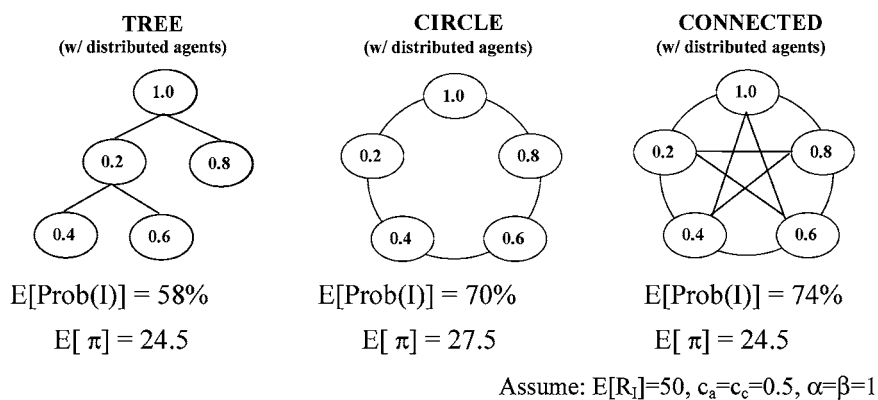 TREE
(w/ distributed agents)
1.0
0.2
0.8
0.4
0.6
E[Prob(I)] = 58%
E[ π] = 24.5
CIRCLE
(w/ distributed agents)
1.0
0.2
0.8
0.4
0.6
E[Prob(I)] = 70%
E[ π] = 27.5
CONNECTED
(w/ distributed agents)
1.0
0.2
0.8
0.4
0.6
E[Prob(I)] = 74%
E[ π] = 24.5
Assume: E[R_I]=50, c_a=c_c=0.5, α=β=1